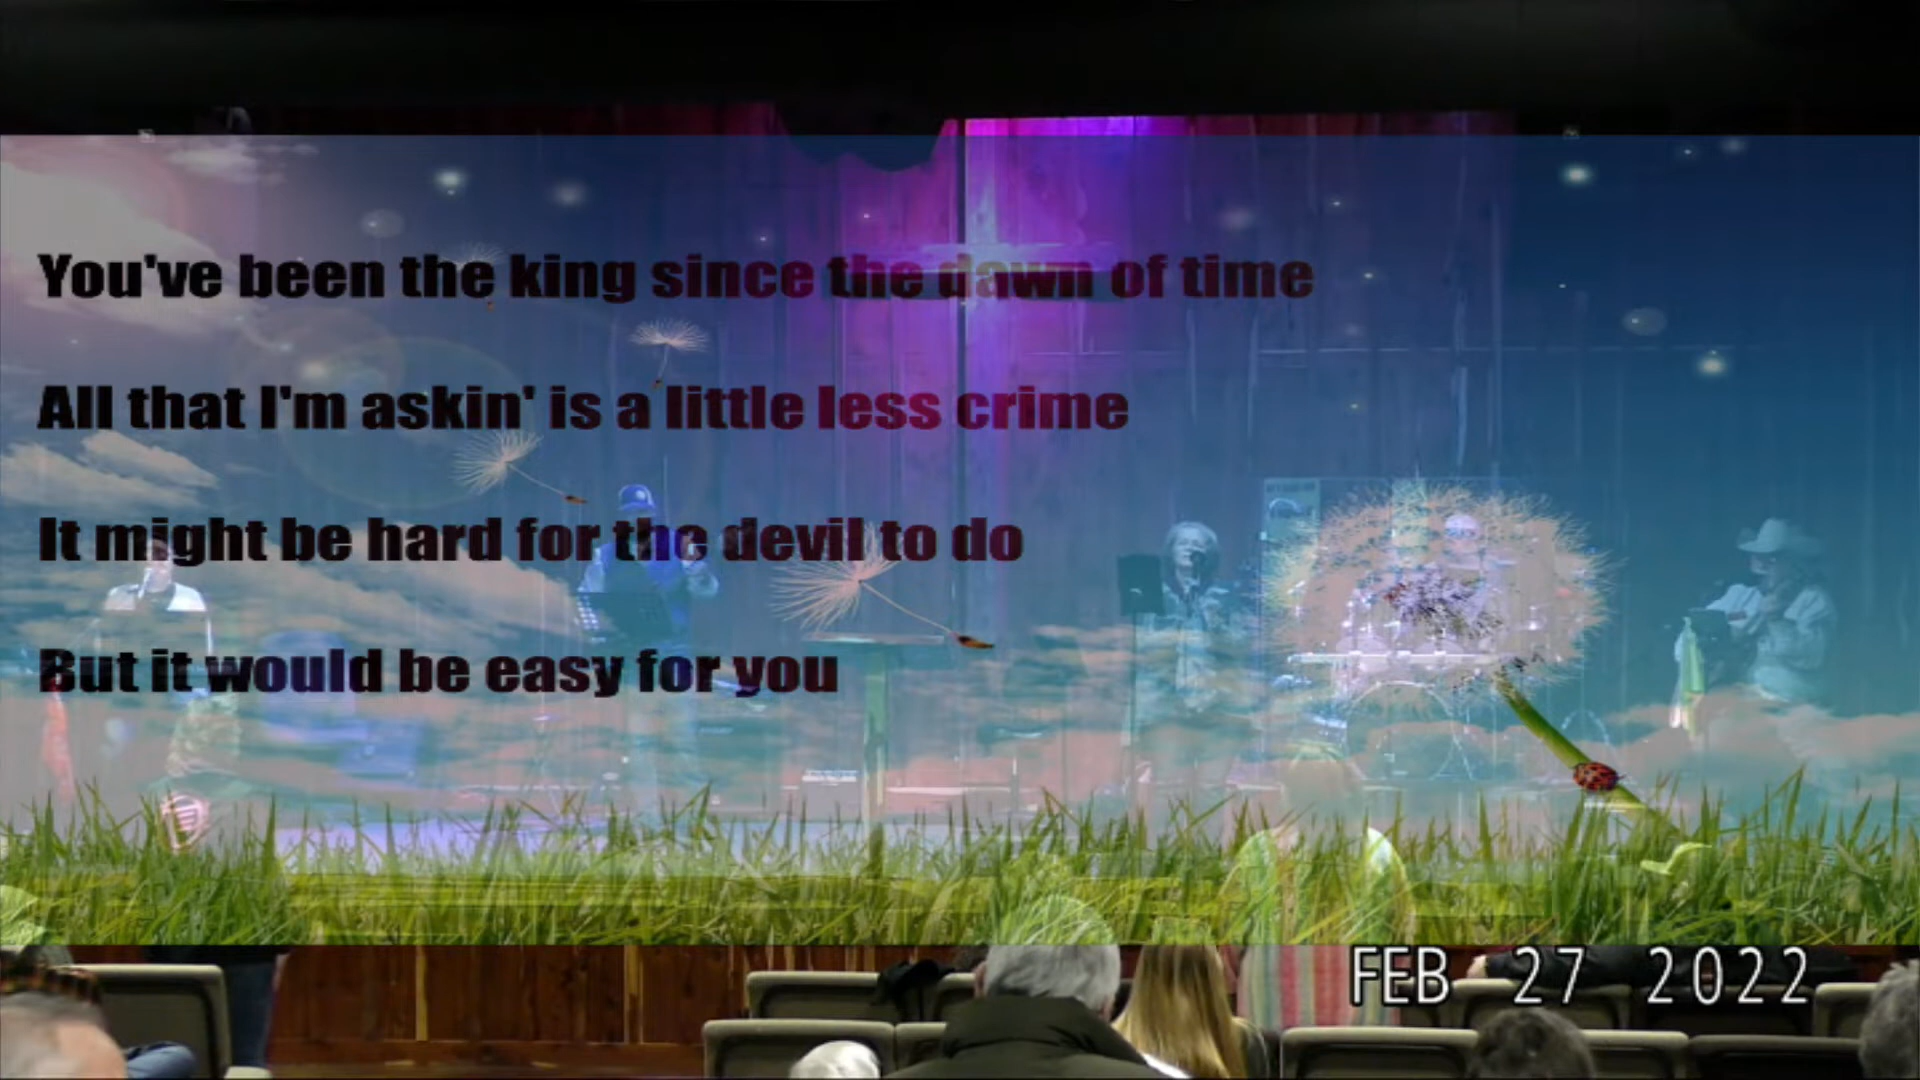 You've been the king since the dawn of time
All that I'm askin' is a little less crime
It might be hard for the devil to do
But it would be easy for you
FEB 27 2022